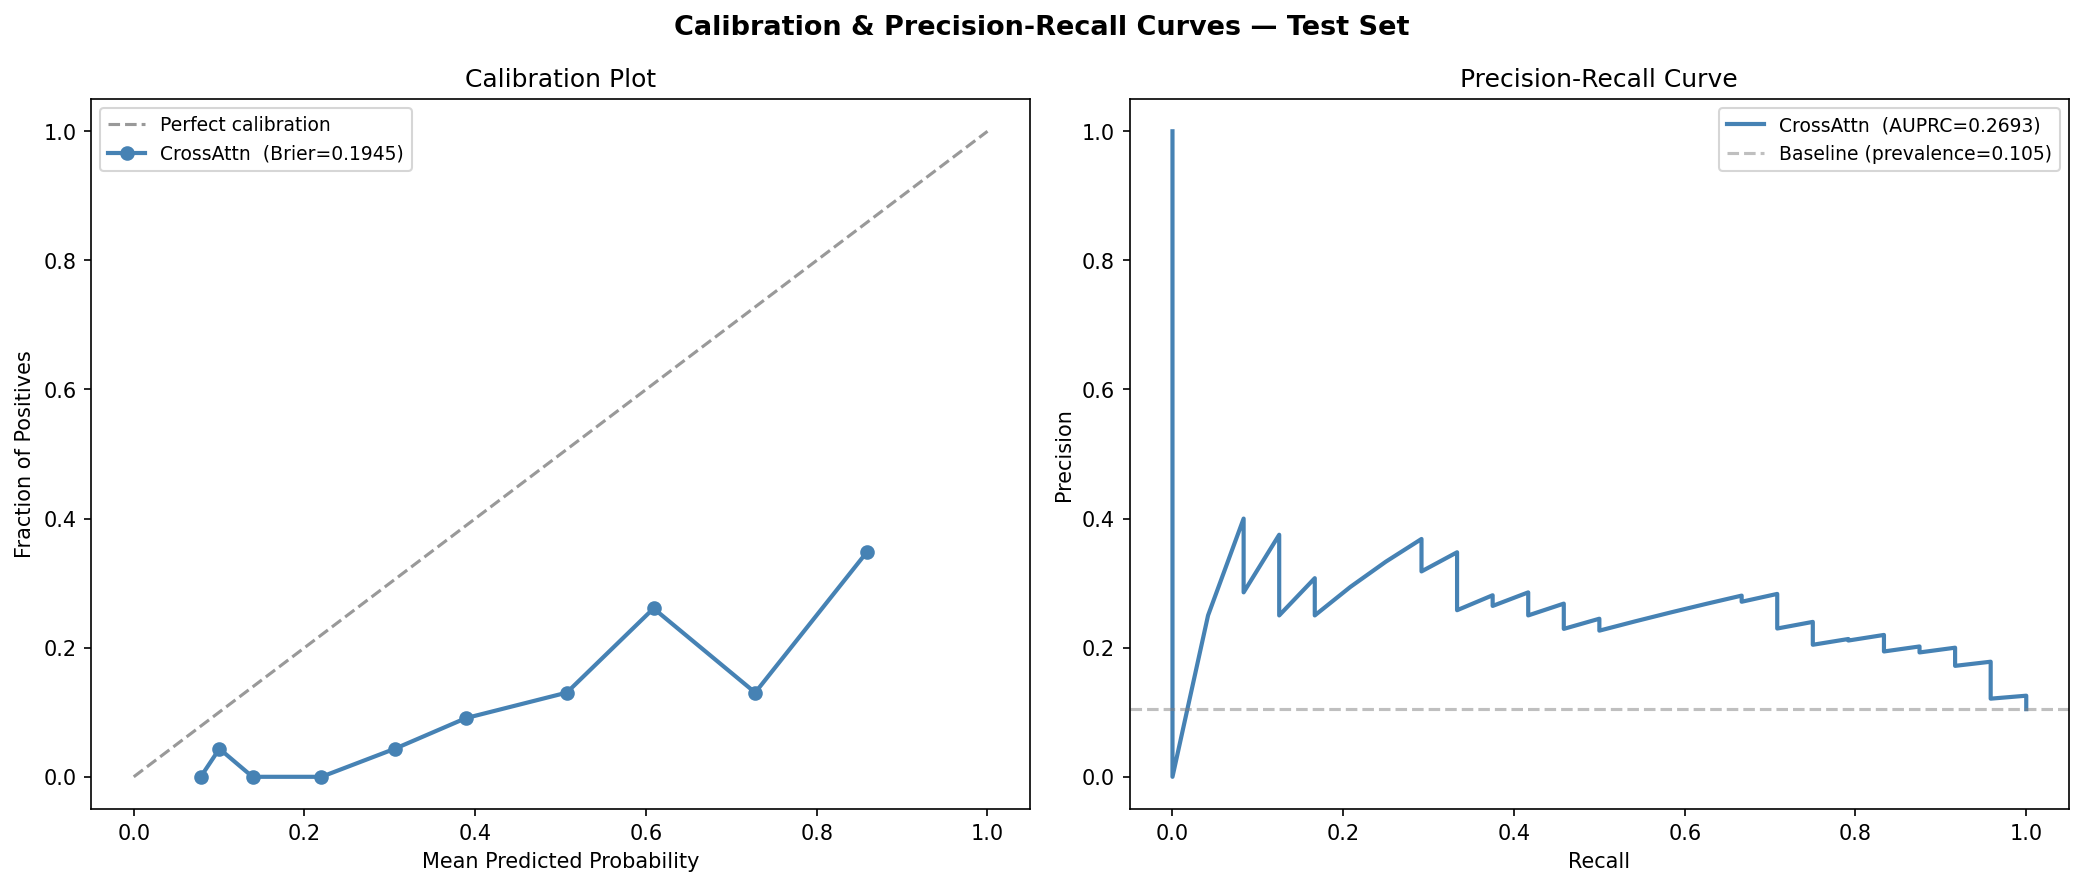 Calibration & Precision-Recall Curves — Test Set
Calibration Plot
Perfect calibration
CrossAttn (Brier=0.1945)
Fraction of Positives
1.0
0.8
0.6
0.4
0.2
0.0
0.0 0.2 0.4 0.6 0.8 1.0
Mean Predicted Probability
Precision-Recall Curve
CrossAttn (AUPRC=0.2693)
Baseline (prevalence=0.105)
Precision
1.0
0.8
0.6
0.4
0.2
0.0
0.0 0.2 0.4 0.6 0.8 1.0
Recall